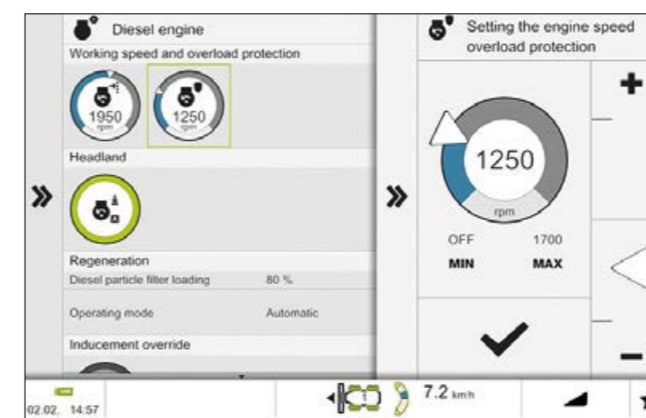 Diesel engine
Working speed and overload protection
1950
rpm
1250
rpm
Headland
Regeneration
Diesel particle filter loading 80 %
Operating mode Automatic
Inducement override
Setting the engine speed
overload protection
1250
rpm
OFF 1700
MIN MAX
02.02. 14:57
1
7.2 km/h